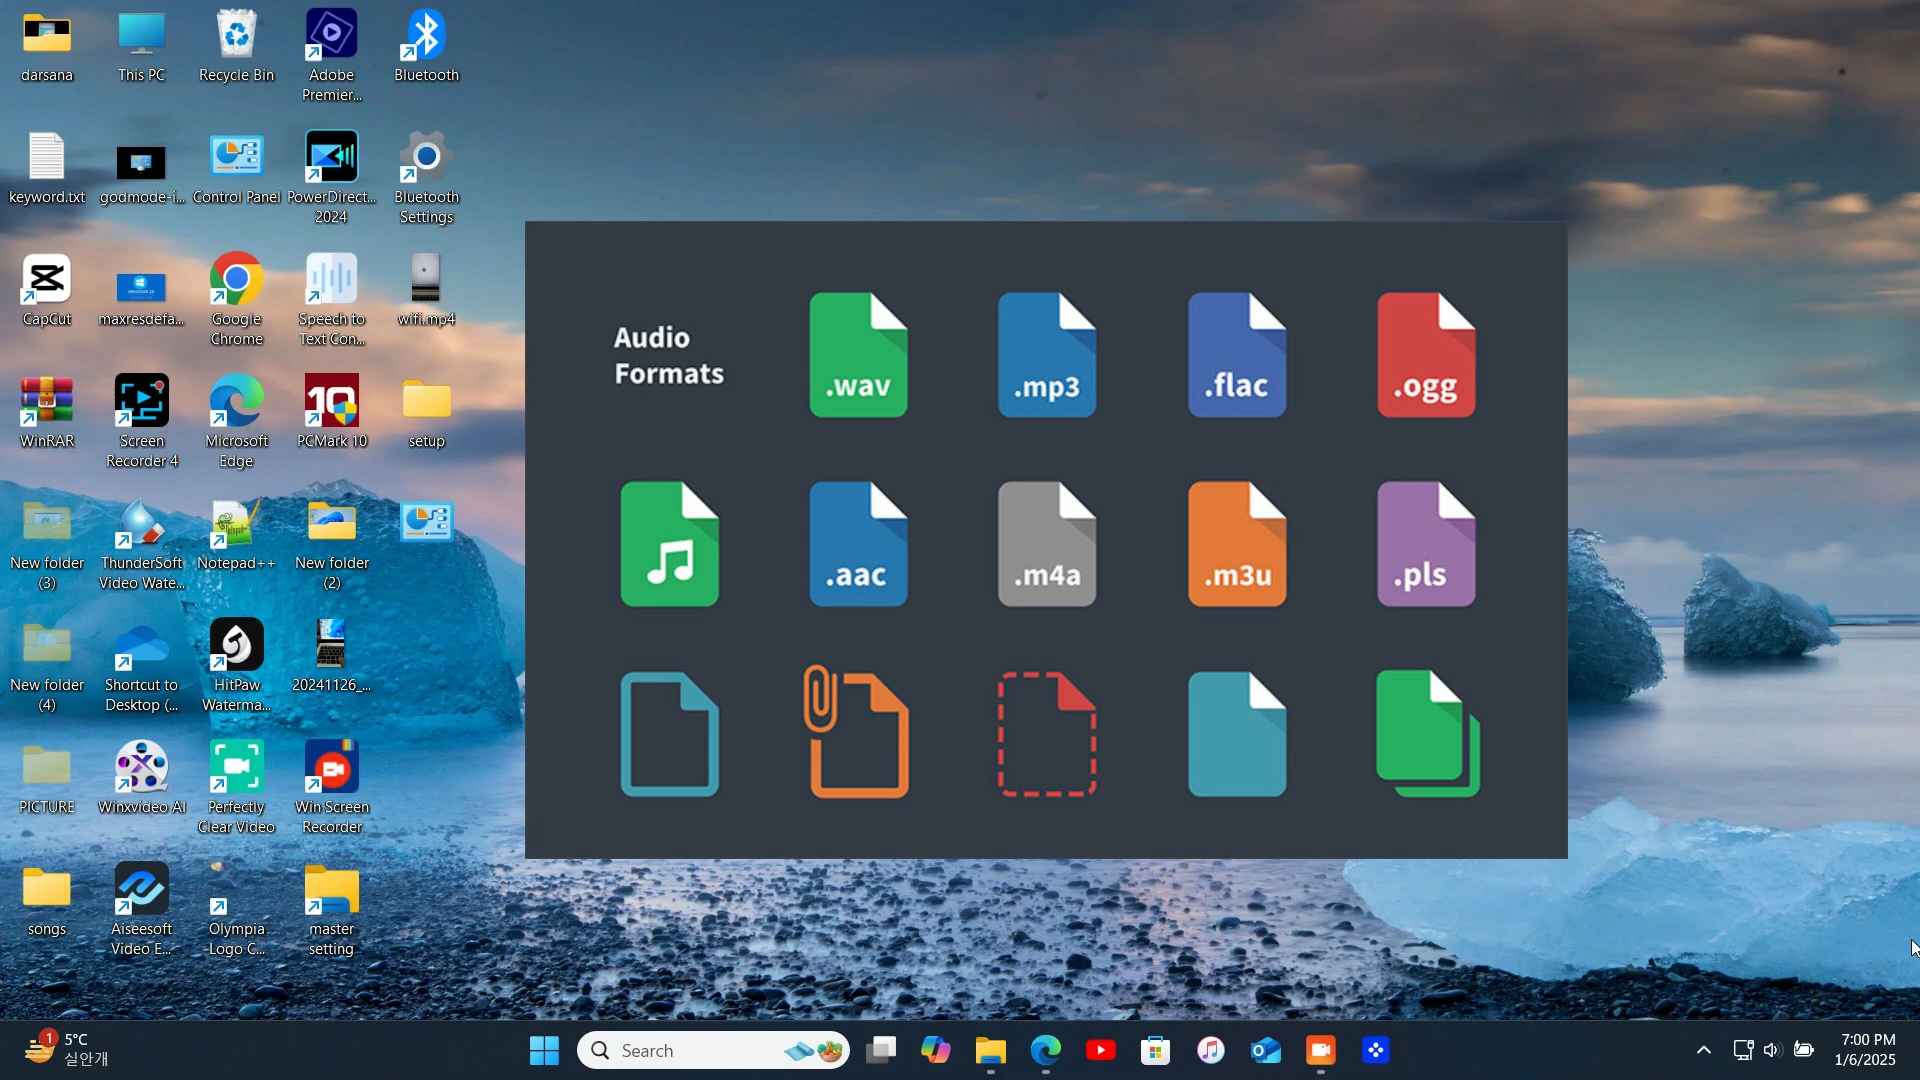 darsana
This PC
Recycle Bin
Adobe
Premier...
Bluetooth
keyword.txt
godmode-i...
Control Panel
PowerDirect...
2024
Bluetooth
Settings
CapCut
maxresdefa...
Google
Chrome
Speech to
Text Con...
wifi.mp4
WinRAR
Screen
Recorder 4
Microsoft
Edge
10
PCMark 10
setup
New folder
(3)
ThunderSoft
Video Wate...
Notepad++
New folder
(2)
New folder
(4)
Shortcut to
Desktop (...
HitPaw
Waterma...
20241126_...
PICTURE
Winxvideo AI
Perfectly
Clear Video
Win Screen
Recorder
songs
Aiseesoft
Video E...
Olympia
Logo C...
master
setting
Audio
Formats
.wav
.mp3
.flac
.ogg
.aac
.m4a
.m3u
.pls
1
5°C
실안개
Search
7:00 PM
1/6/2025